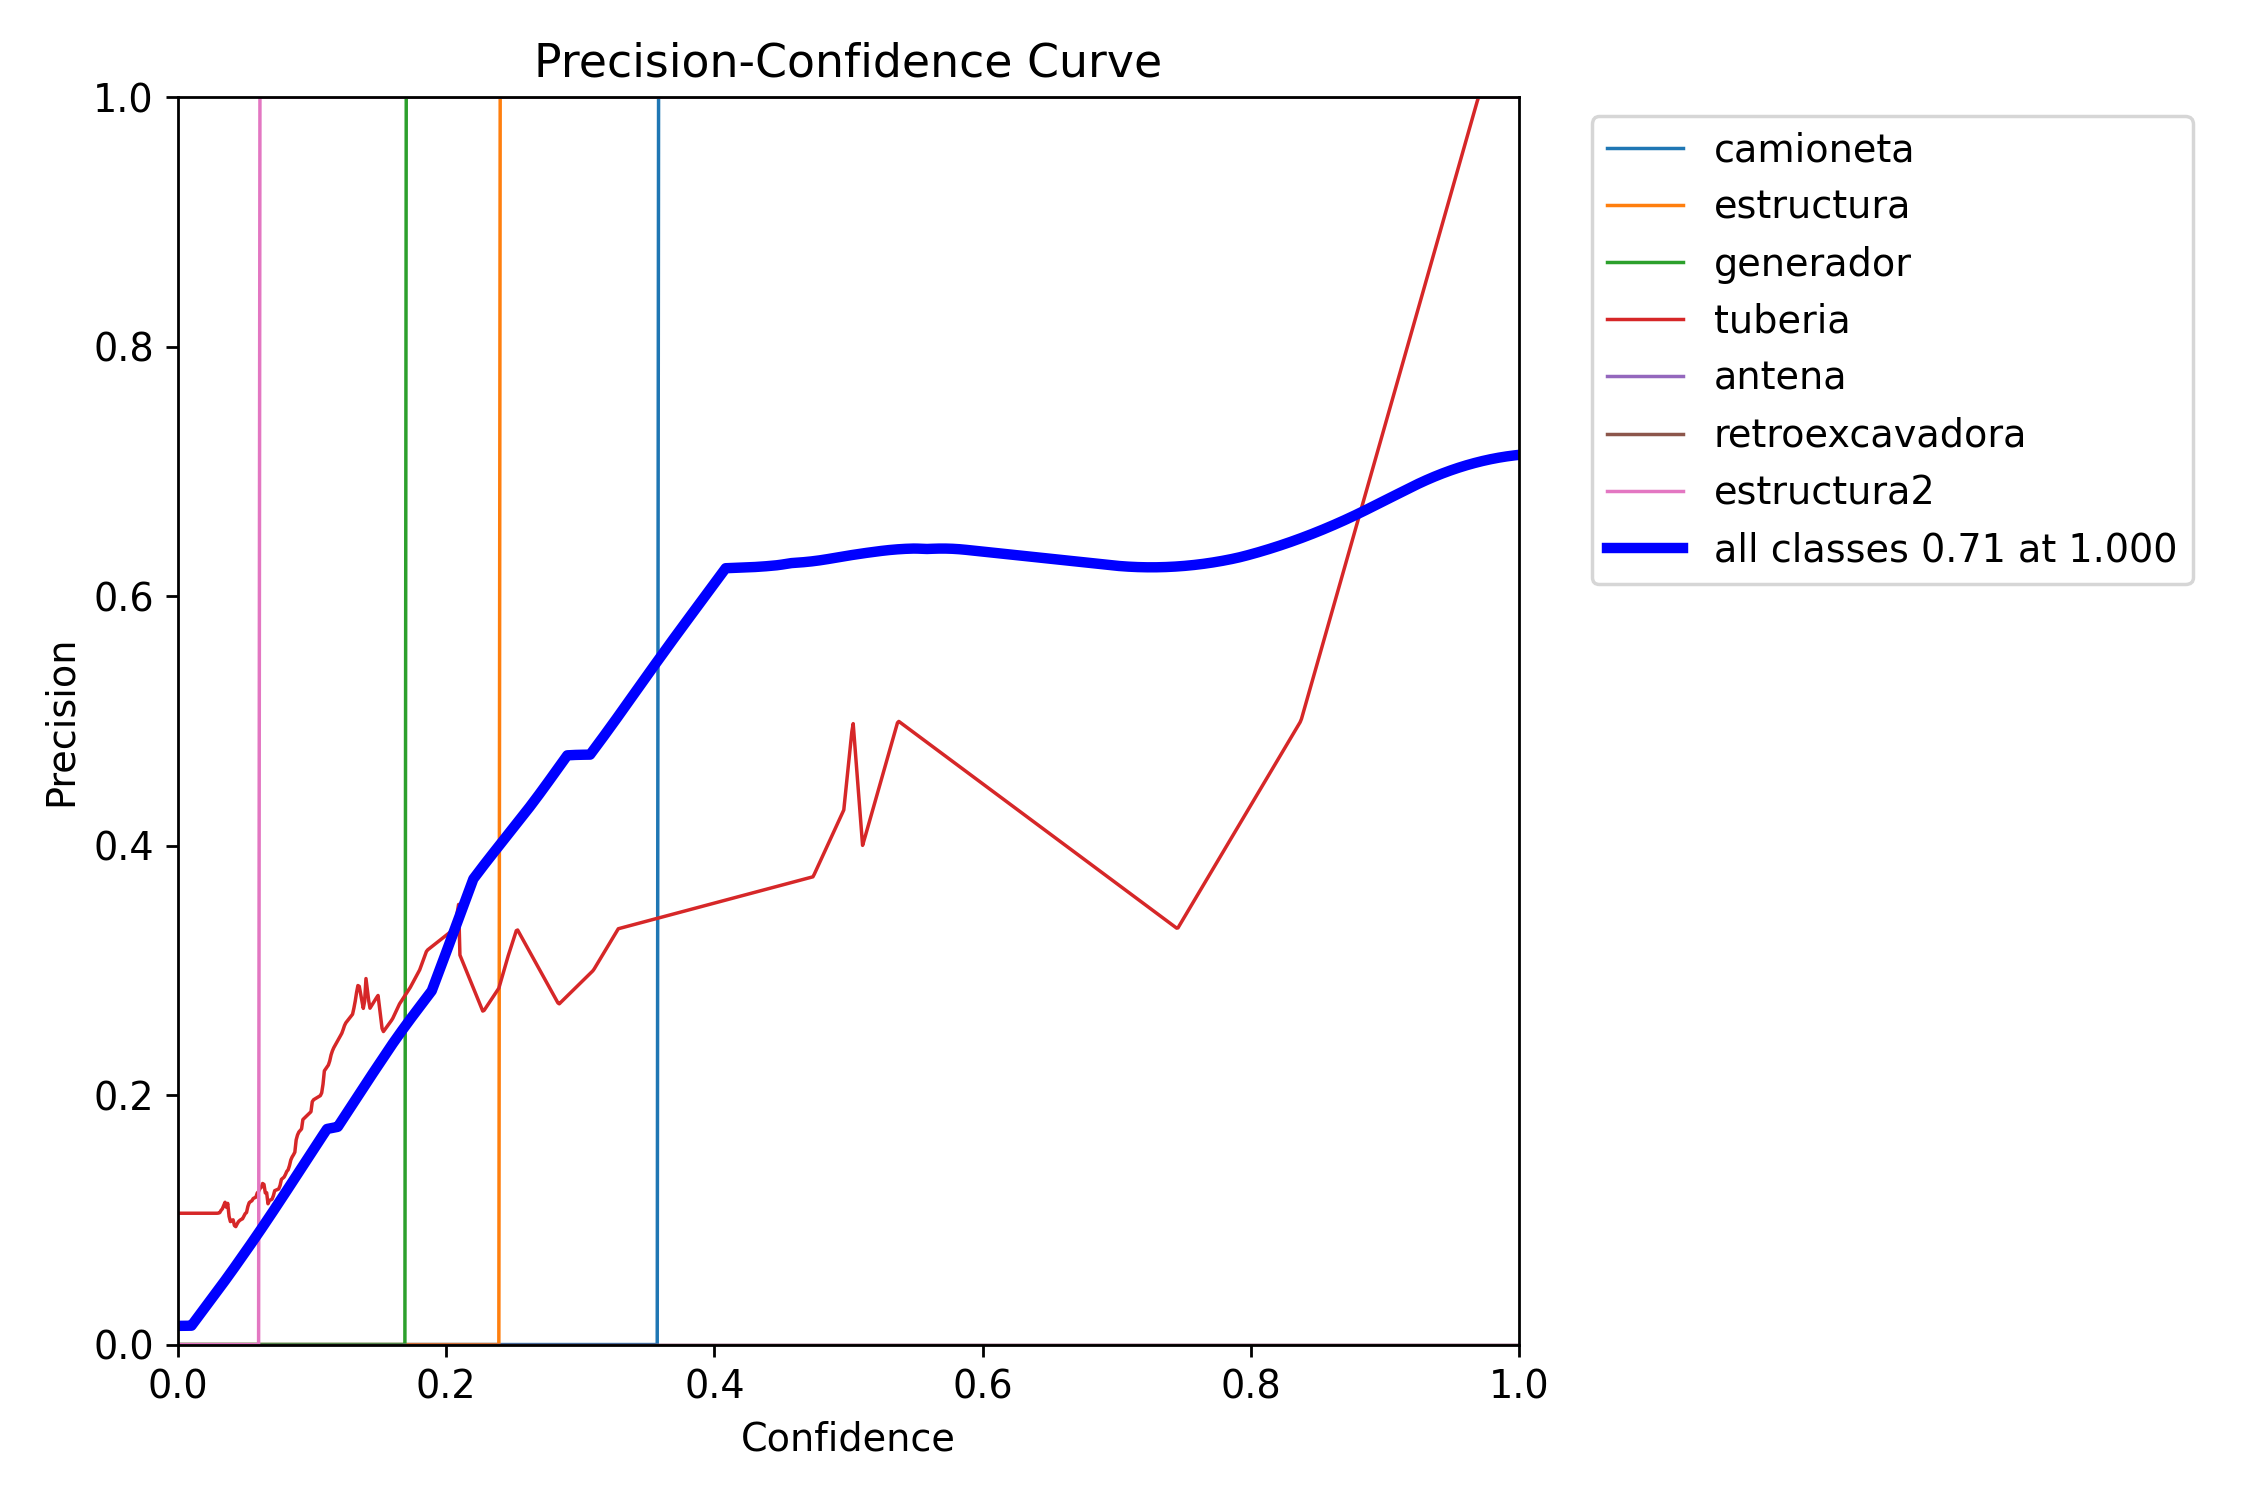 Precision-Confidence Curve
1.0
0.8
0.6
0.4
0.2
0.0
0.0 0.2 0.4 0.6 0.8 1.0
Precision
Confidence
camioneta
estructura
generador
tuberia
antena
retroexcavadora
estructura2
all classes 0.71 at 1.000